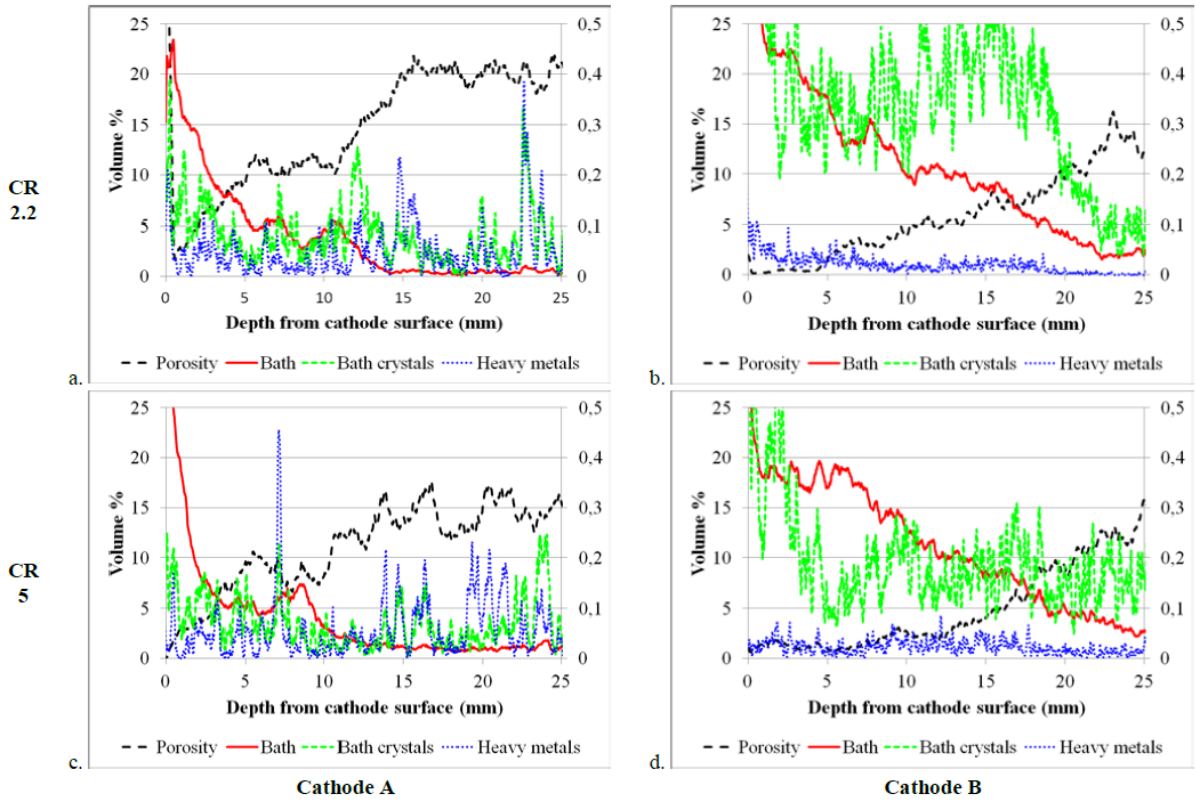 25 0,5 25 0,5
20 0,4 20 0,4
15 0,3 15 0,3
10 0,2 10 0,2
5 0,1 5 0,1
0 0 0 0
Volume % Volume %
CR
2.2
0 5 10 15 20 25 0 5 10 15 20 25
Depth from cathode surface (mm) Depth from cathode surface (mm)
Porosity Bath Bath crystals Heavy metals Porosity Bath Bath crystals Heavy metals
a. b.
25 0,5 25 0,5
20 0,4 20 0,4
15 0,3 15 0,3
10 0,2 10 0,2
5 0,1 5 0,1
0 0 0 0
Volume % Volume %
CR
5
0 5 10 15 20 25 0 5 10 15 20 25
Depth from cathode surface (mm) Depth from cathode surface (mm)
Porosity Bath Bath crystals Heavy metals Porosity Bath Bath crystals Heavy metals
c. d.
Cathode A Cathode B